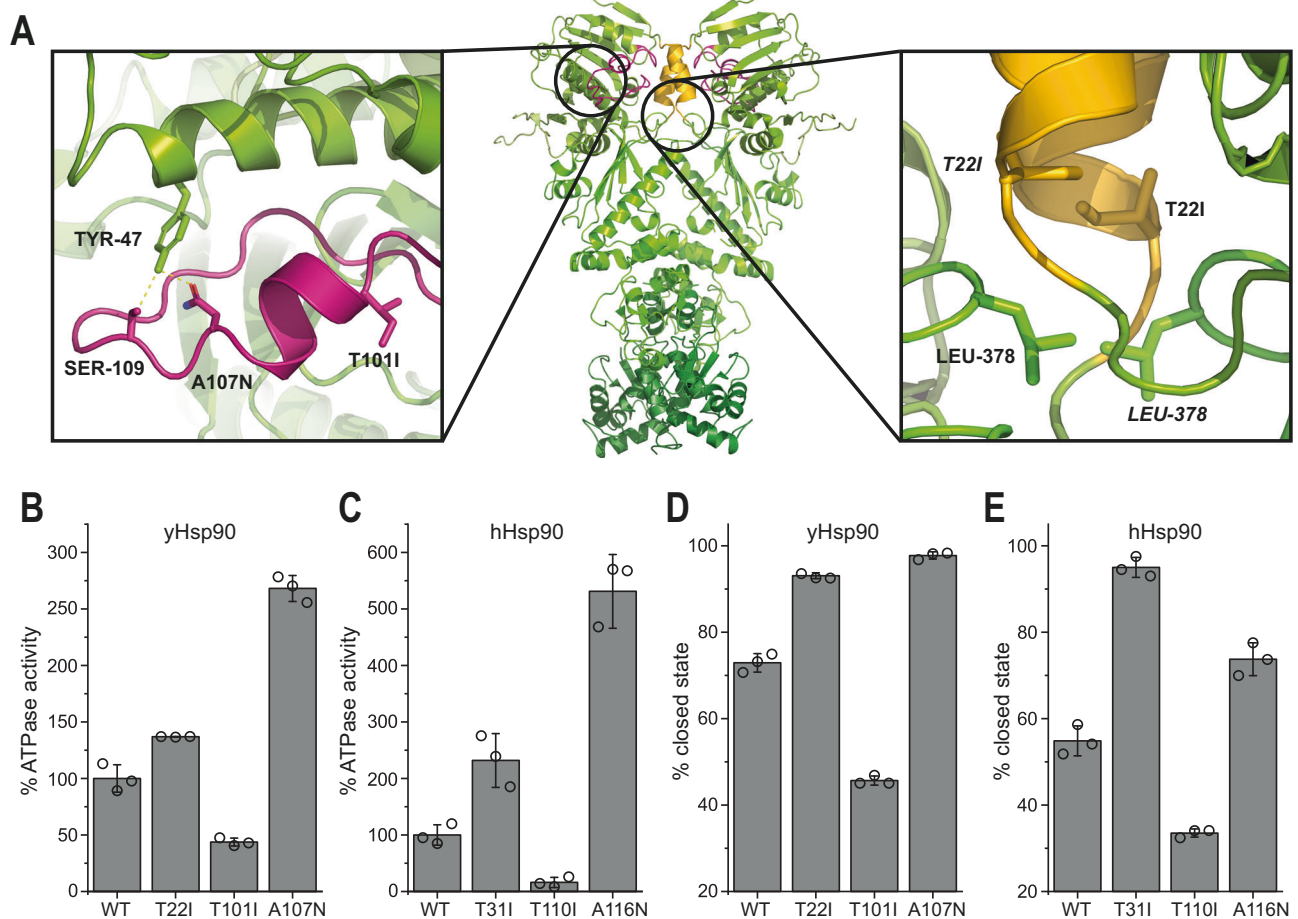 A
TYR-47
SER-109
A107N
T101I
T22I
T22I
LEU-378
LEU-378
B
yHsp90
% ATPase activity
300
250
200
150
100
50
0
WT T22I T101I A107N
C
hHsp90
% ATPase activity
600
500
400
300
200
100
0
WT T31I T110I A116N
D
yHsp90
% closed state
100
80
60
40
20
WT T22I T101I A107N
E
hHsp90
% closed state
100
80
60
40
20
WT T31I T110I A116N